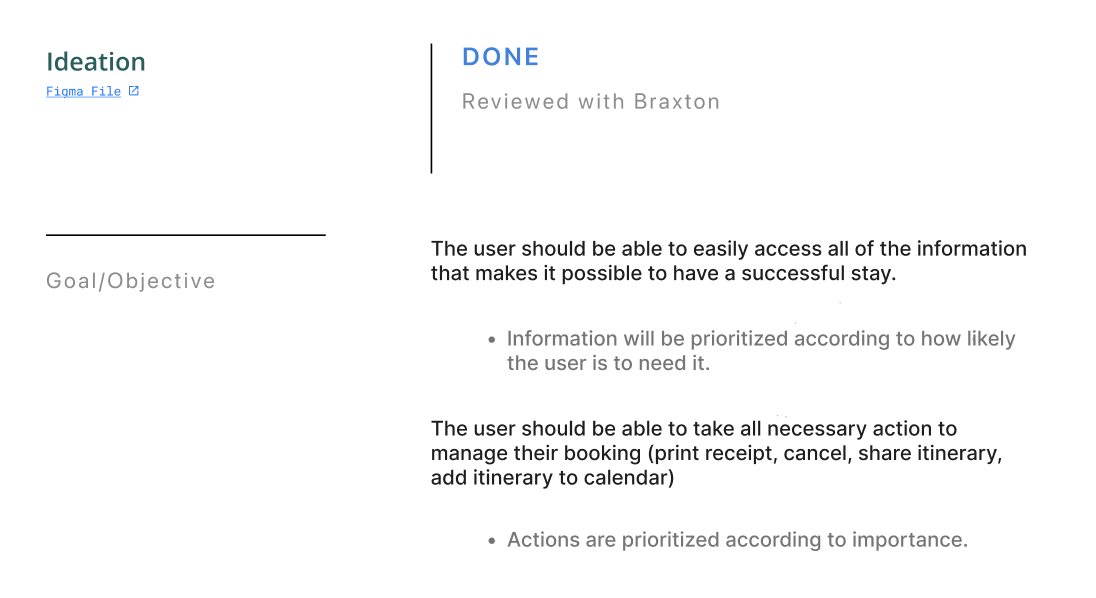 Ideation
Figma File
DONE
Reviewed with Braxton
Goal/Objective
The user should be able to easily access all of the information
that makes it possible to have a successful stay.
• Information will be prioritized according to how likely
the user is to need it.
The user should be able to take all necessary action to
manage their booking (print receipt, cancel, share itinerary,
add itinerary to calendar)
• Actions are prioritized according to importance.